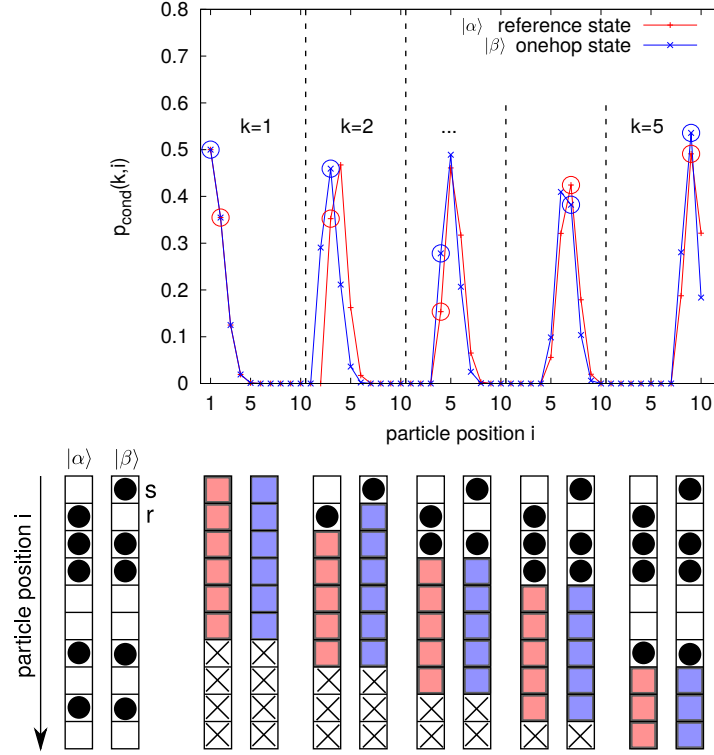 0.8
0.7
0.6
0.5
0.4
0.3
0.2
0.1
0
p_cond(k,i)
|α⟩ reference state
|β⟩ onehop state
k=1 k=2 ... k=5
1 5 10 5 10 5 10 5 10 5 10
particle position i
|α⟩ |β⟩
s
r
particle position i